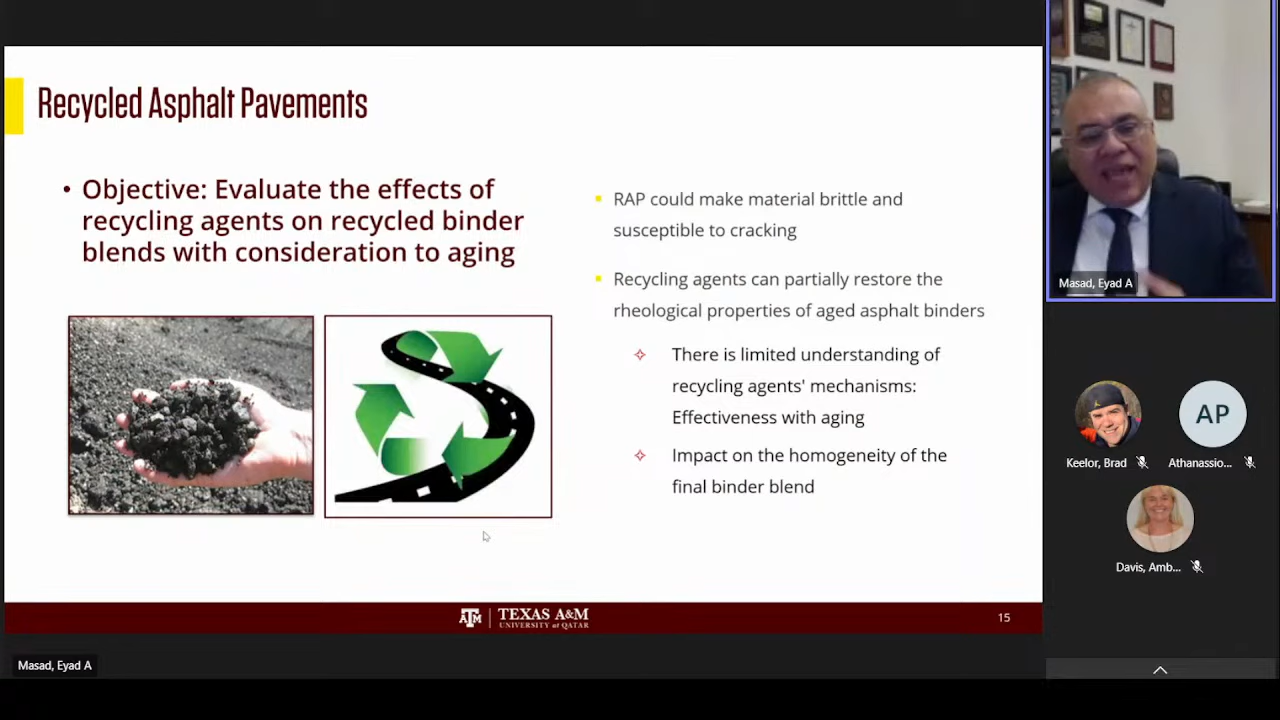 Recycled Asphalt Pavements
• Objective: Evaluate the effects of
recycling agents on recycled binder
blends with consideration to aging
RAP could make material brittle and
susceptible to cracking
Recycling agents can partially restore the
rheological properties of aged asphalt binders
There is limited understanding of
recycling agents' mechanisms:
Effectiveness with aging
Impact on the homogeneity of the
final binder blend
ATM | TEXAS A&M
UNIVERSITY at QATAR
15
Masad, Eyad A
Masad, Eyad A
AP
Keelor, Brad
Athanassio...
Davis, Amb...